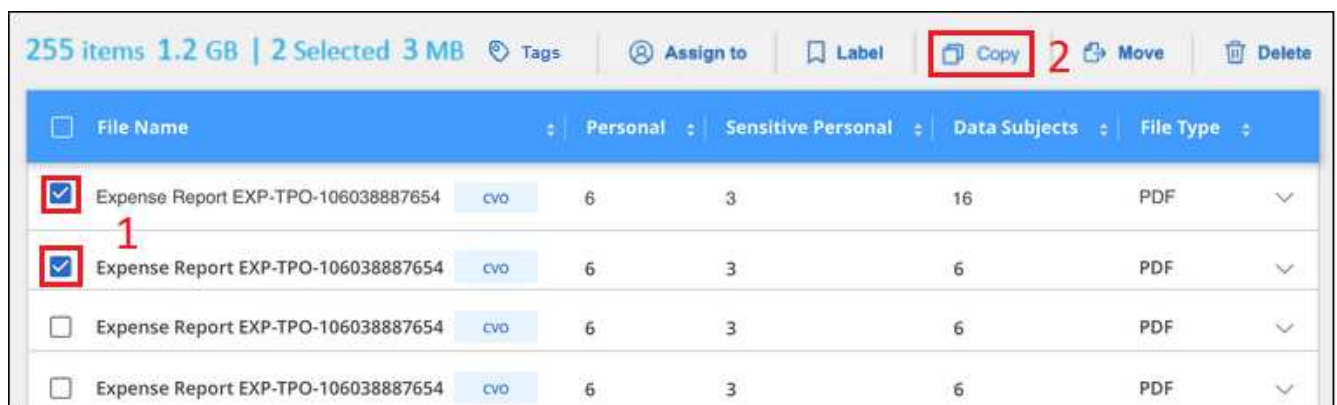 255 items 1.2 GB | 2 Selected 3 MB Tags Assign to Label Copy 2 Move Delete
File Name Personal Sensitive Personal Data Subjects File Type
Expense Report EXP-TPO-106038887654 CVO 6 3 16 PDF
1
Expense Report EXP-TPO-106038887654 CVO 6 3 6 PDF
Expense Report EXP-TPO-106038887654 CVO 6 3 6 PDF
Expense Report EXP-TPO-106038887654 CVO 6 3 6 PDF